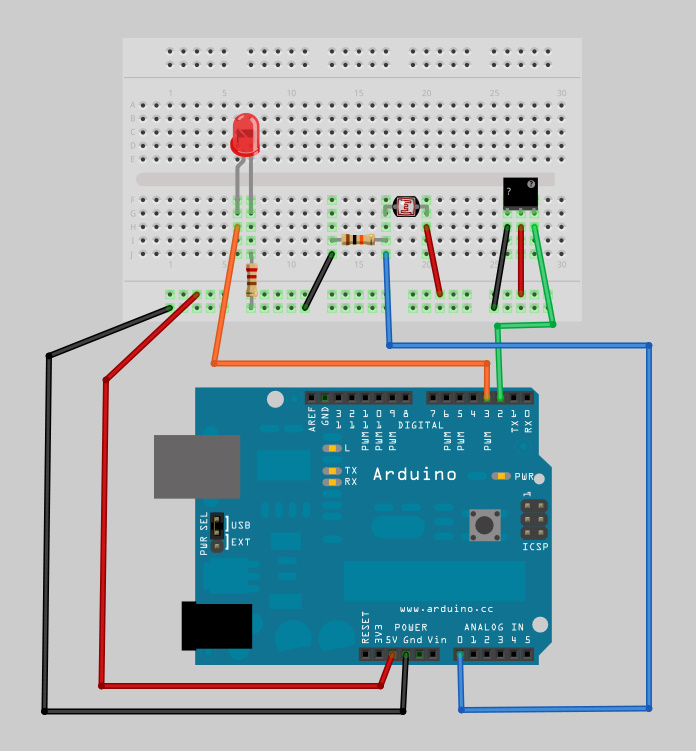 1 5 10 15 20 25 30
A
B
C
D
E
? ?
F
G
H
I
J
1 5 10 15 20 25 30
AREF GND 13 12 11 10 9 8 7 6 5 4 3 2 1 0
PWM PWM PWM PWM PWM PWM TX RX
DIGITAL
L
TX
RX
Arduino
PWR
1
PWR SEL
USB
EXT
ICSP
www.arduino.cc
POWER ANALOG IN
RESET 3V3 5V Gnd Vin 0 1 2 3 4 5